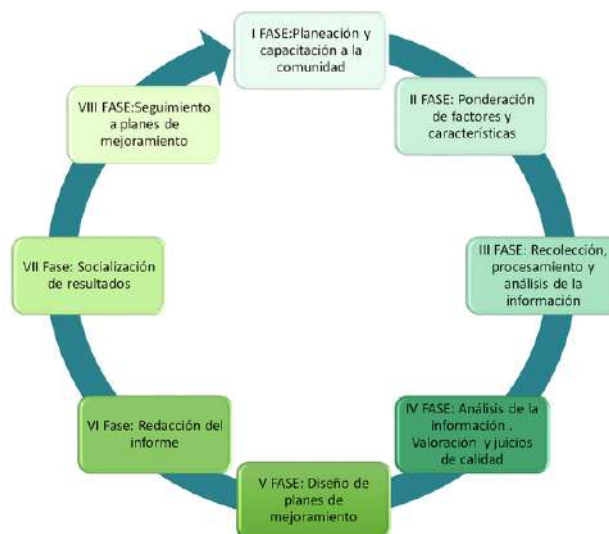 I FASE:Planeación y
capacitación a la
comunidad
II FASE: Ponderación
de factores y
características
III FASE: Recolección,
procesamiento y
análisis de la
información
IV FASE: Análisis de la
información .
Valoración y juicios
de calidad
V FASE: Diseño de
planes de
mejoramiento
VI Fase: Redacción del
informe
VII Fase: Socialización
de resultados
VIII FASE:Seguimiento
a planes de
mejoramiento